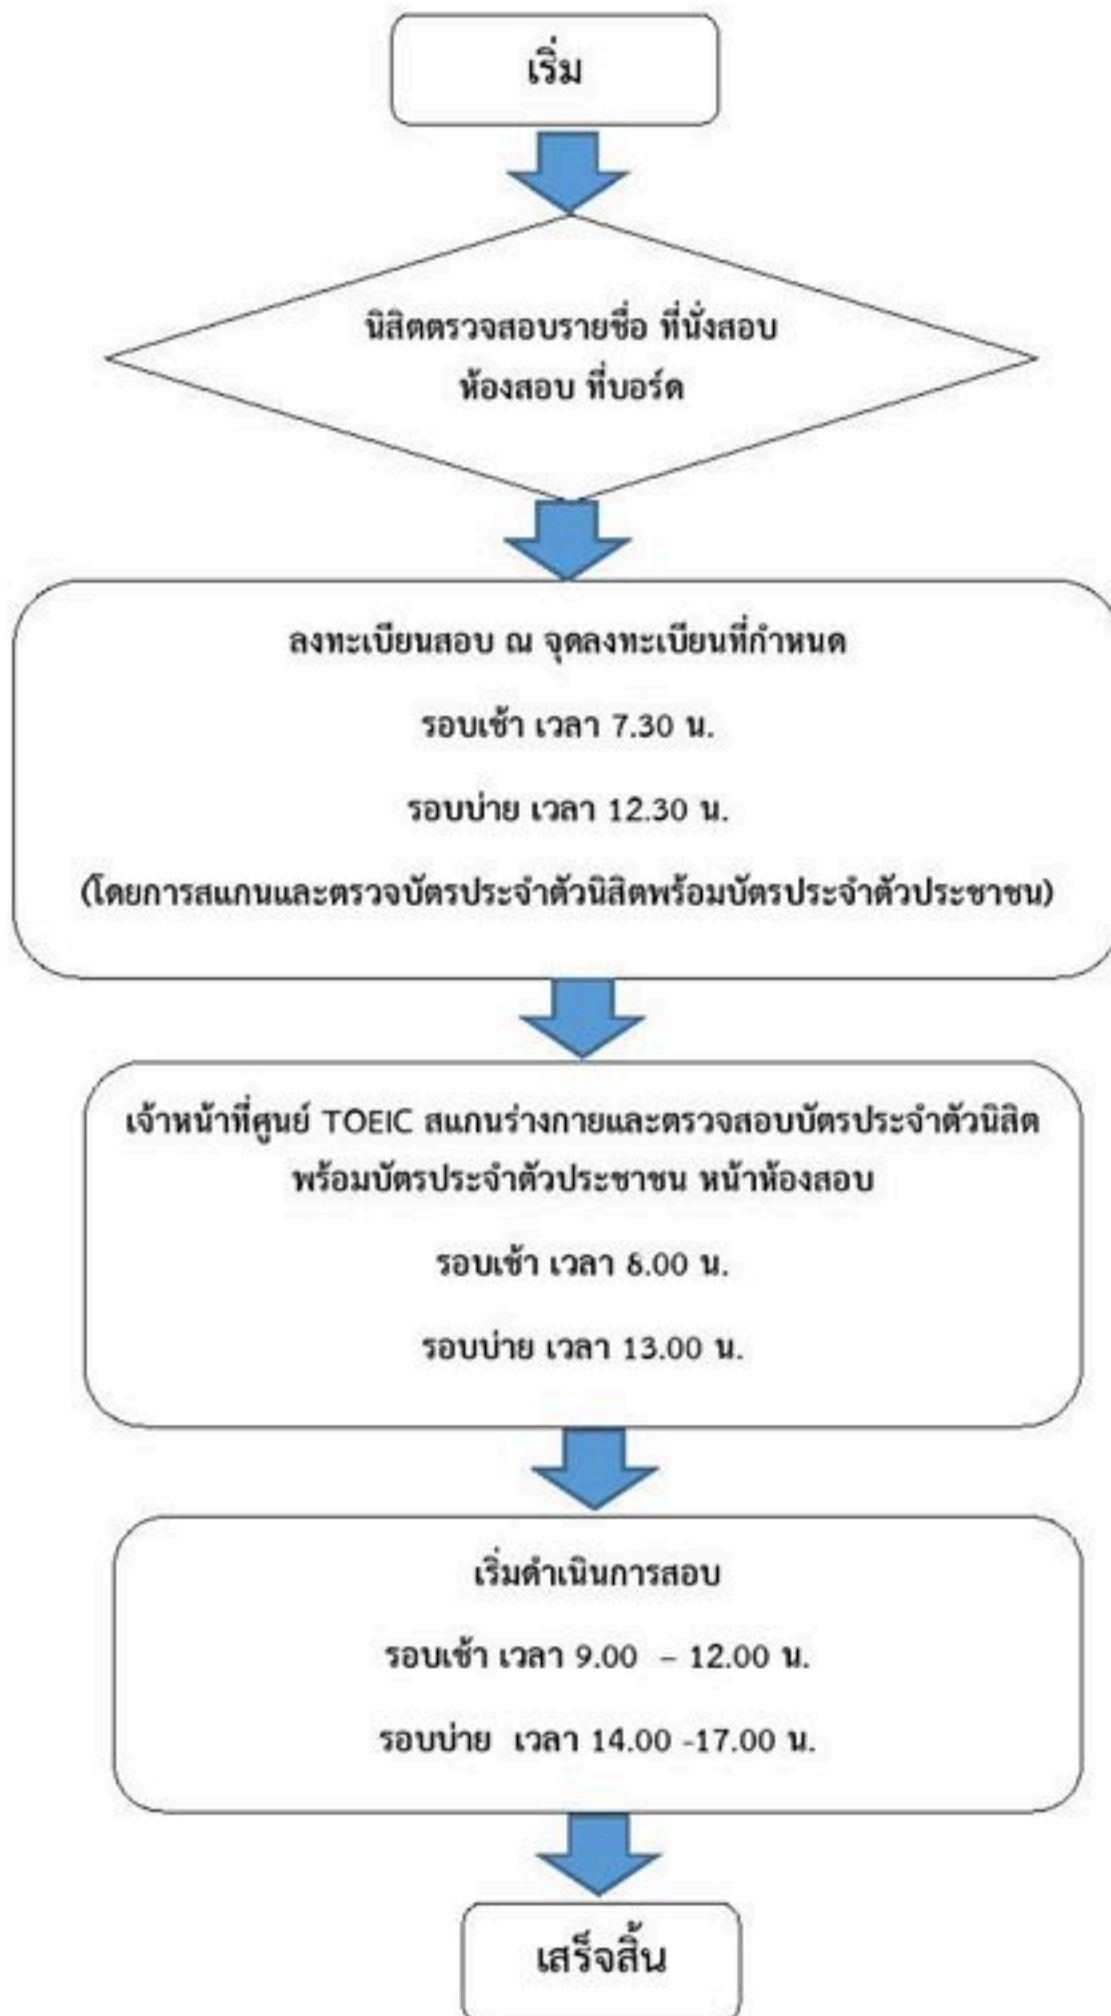 เริ่ม
นิสิตตรวจสอบรายชื่อ ที่นั่งสอบ
ห้องสอบ ที่บอร์ด
ลงทะเบียนสอบ ณ จุดลงทะเบียนที่กำหนด
รอบเช้า เวลา 7.30 น.
รอบบ่าย เวลา 12.30 น.
(โดยการสแกนและตรวจบัตรประจำตัวนิสิตพร้อมบัตรประจำตัวประชาชน)
เจ้าหน้าที่ศูนย์ TOEIC สแกนร่างกายและตรวจสอบบัตรประจำตัวนิสิต
พร้อมบัตรประจำตัวประชาชน หน้าห้องสอบ
รอบเช้า เวลา 8.00 น.
รอบบ่าย เวลา 13.00 น.
เริ่มดำเนินการสอบ
รอบเช้า เวลา 9.00 – 12.00 น.
รอบบ่าย เวลา 14.00 -17.00 น.
เสร็จสิ้น